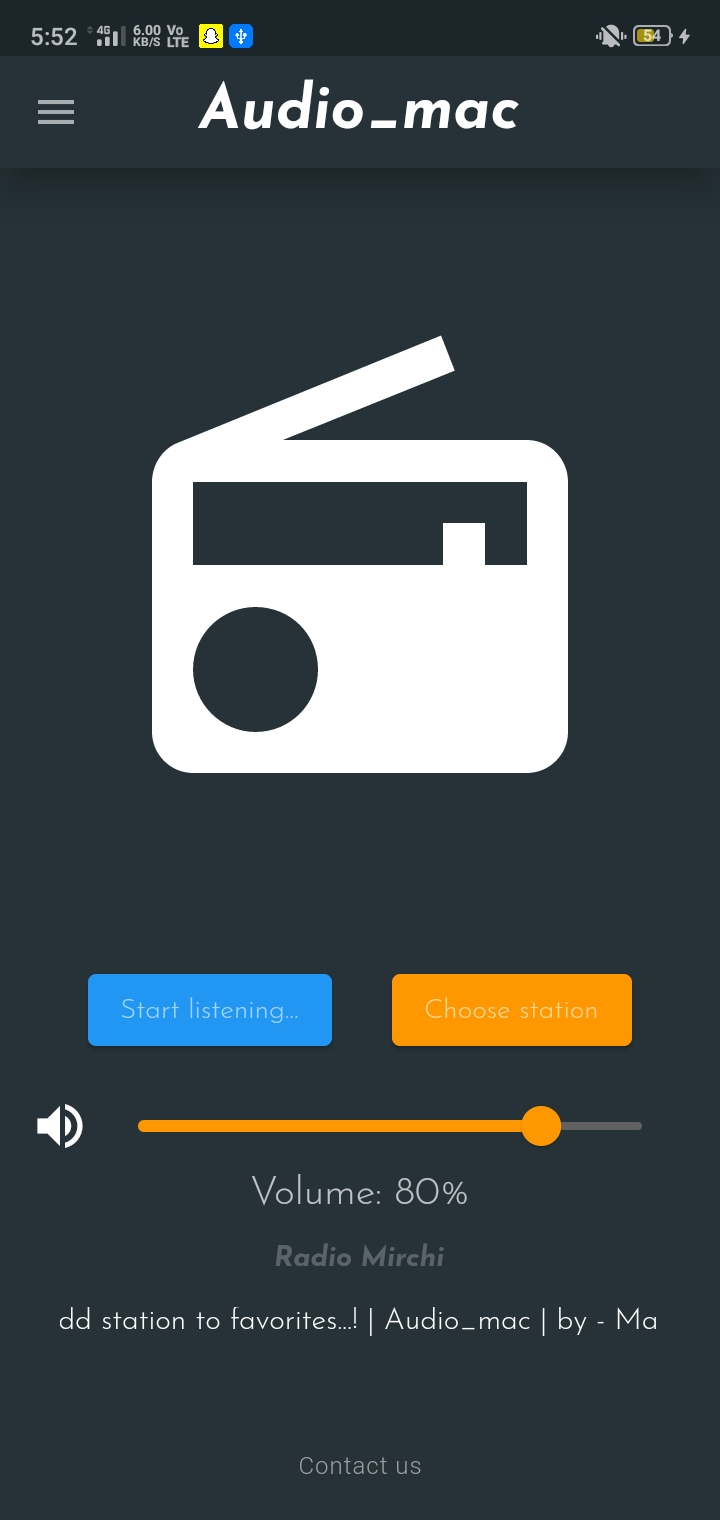 5:52 4G 6.00 KB/S Vo LTE 54
Audio_mac
Start listening... Choose station
Volume: 80%
Radio Mirchi
dd station to favorites...! | Audio_mac | by - Ma
Contact us